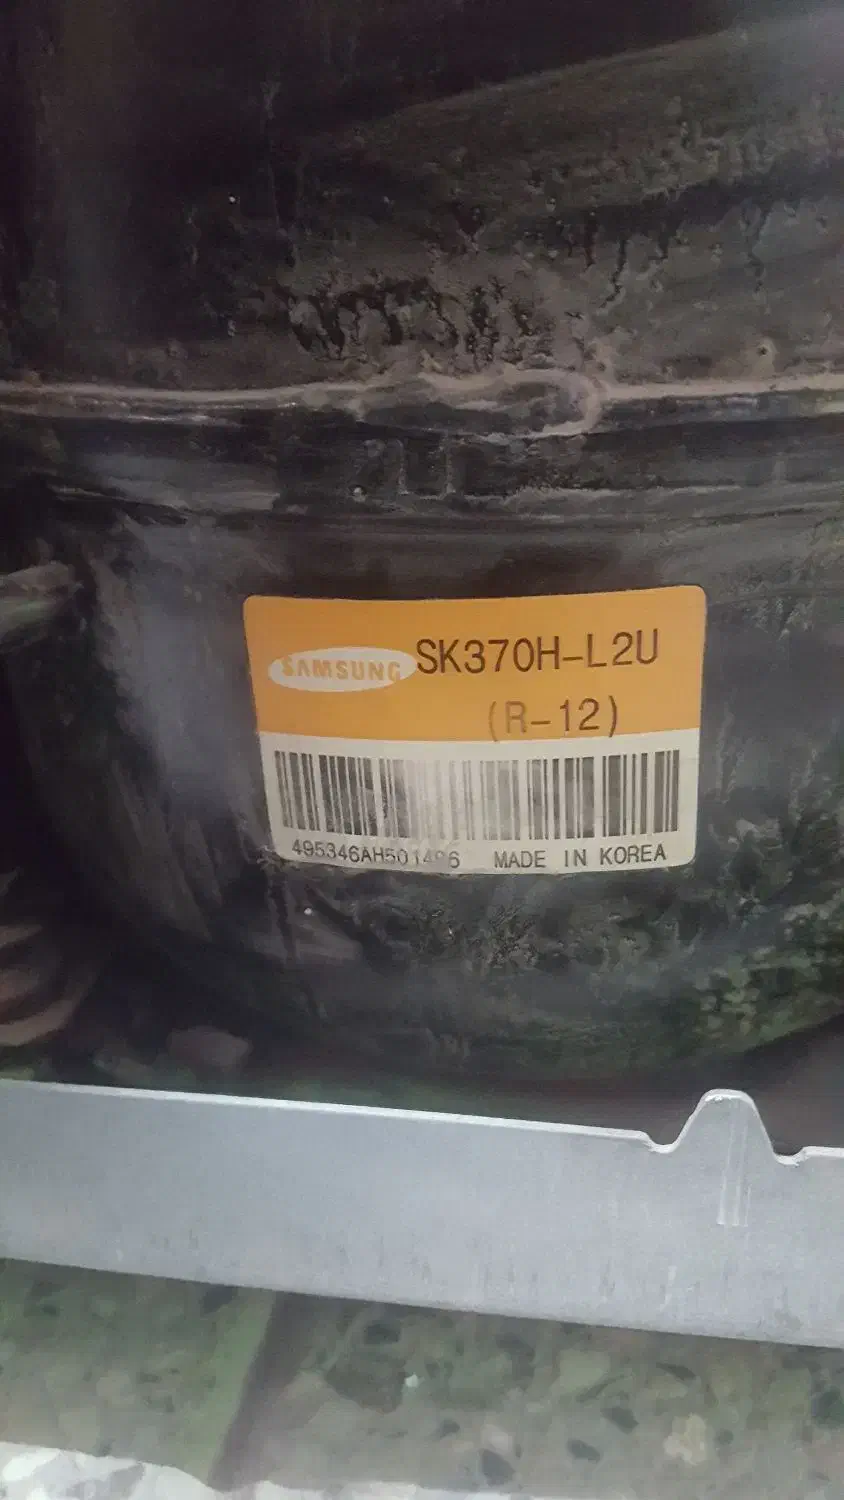 SAMSUNG SK370H-L2U
(R-12)
MADE IN KOREA